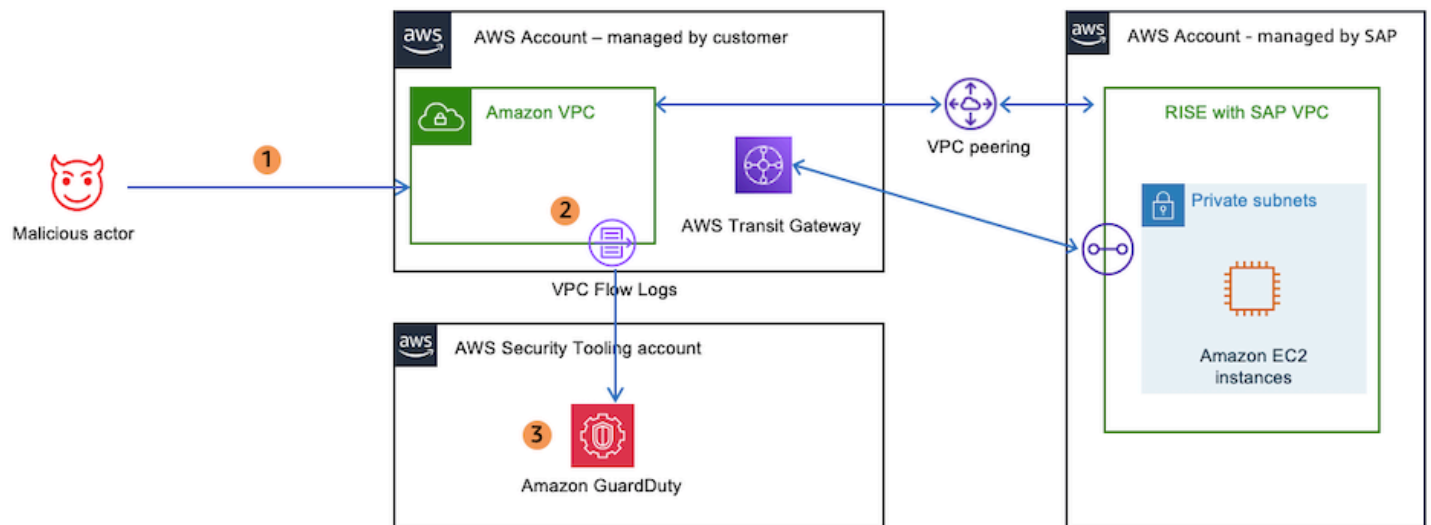 aws
AWS Account – managed by customer
aws
AWS Account - managed by SAP
Amazon VPC
RISE with SAP VPC
VPC peering
1
Malicious actor
2
AWS Transit Gateway
Private subnets
VPC Flow Logs
Amazon EC2
instances
aws
AWS Security Tooling account
3
Amazon GuardDuty